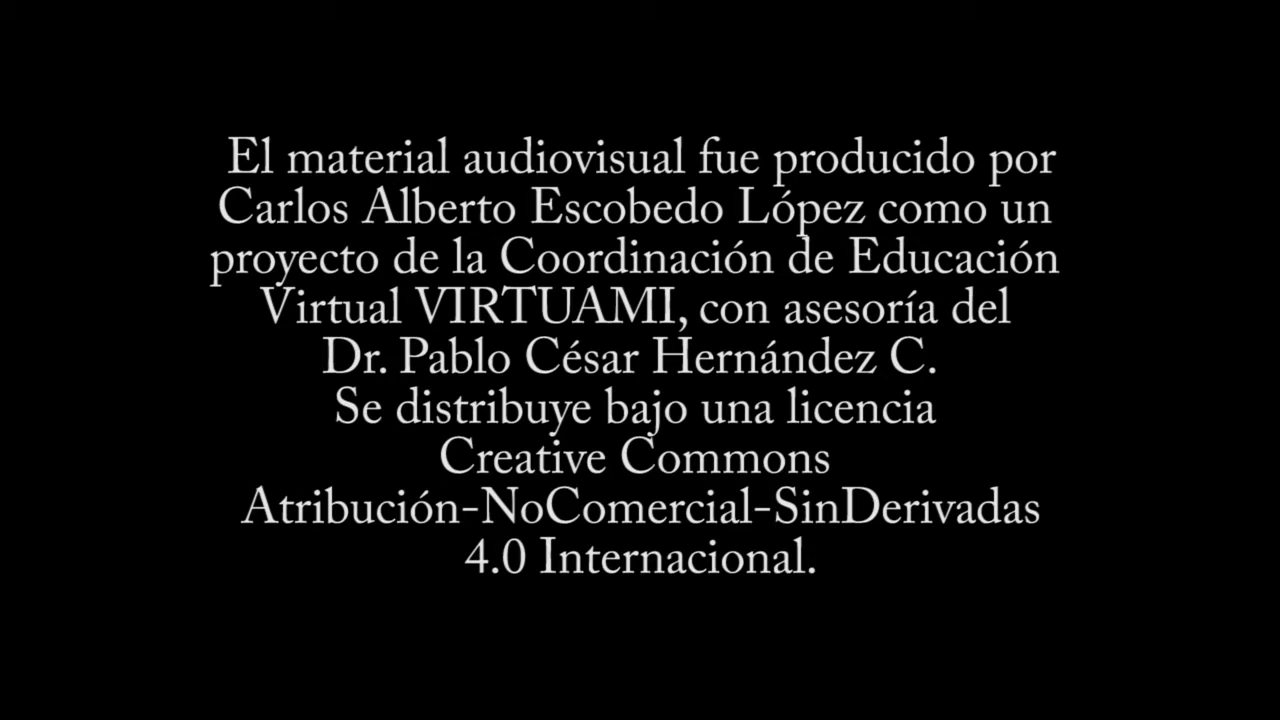 El material audiovisual fue producido por
Carlos Alberto Escobedo López como un
proyecto de la Coordinación de Educación
Virtual VIRTUAMI, con asesoría del
Dr. Pablo César Hernández C.
Se distribuye bajo una licencia
Creative Commons
Atribución-NoComercial-SinDerivadas
4.0 Internacional.